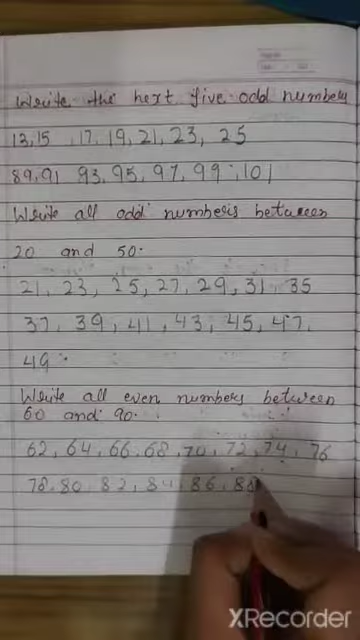 Write the next five odd numbers
13,15 ,17, 19, 21, 23, 25
89,91 93, 95, 97, 99, 101
Write all odd numbers between
20 and 50.
21, 23, 25, 27, 29, 31, 35
37, 39, 41, 43, 45, 47,
49.
Write all even numbers between
60 and 90.
62, 64, 66, 68, 70, 72, 74, 76
78, 80, 82, 84, 86, 88
XRecorder